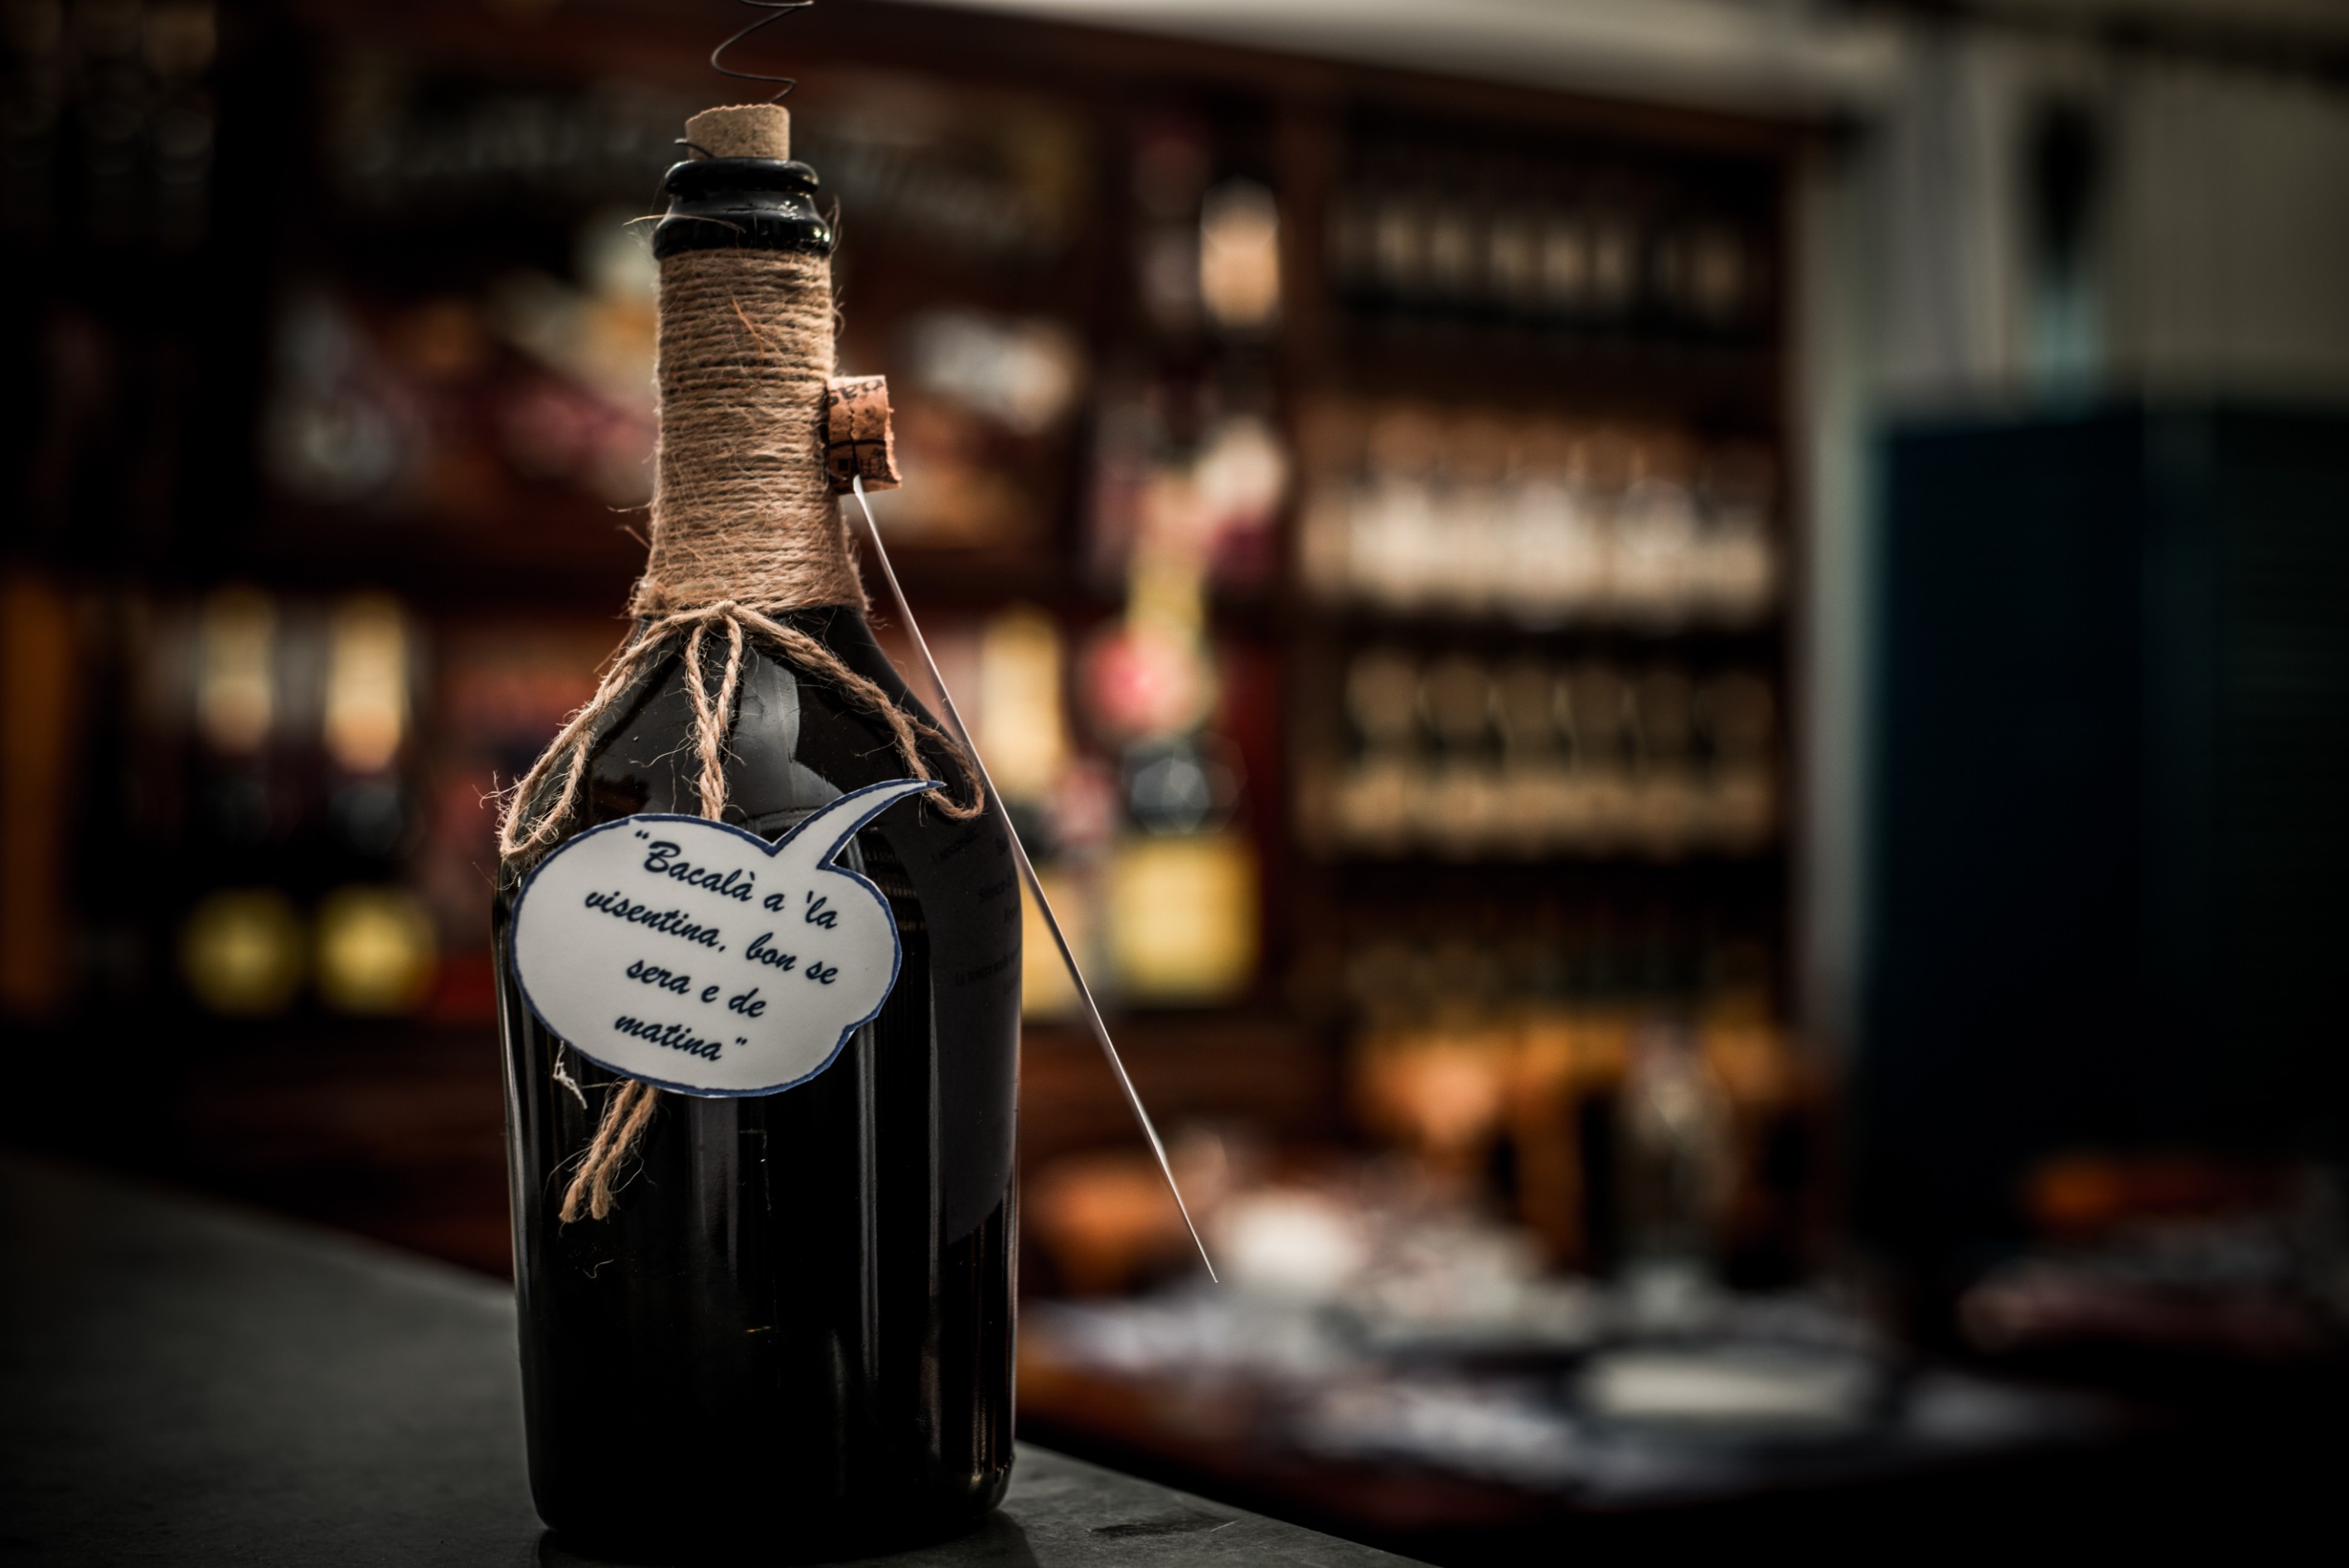 "Bacalà a 'la
visentina, bon se
sera e de
matina"